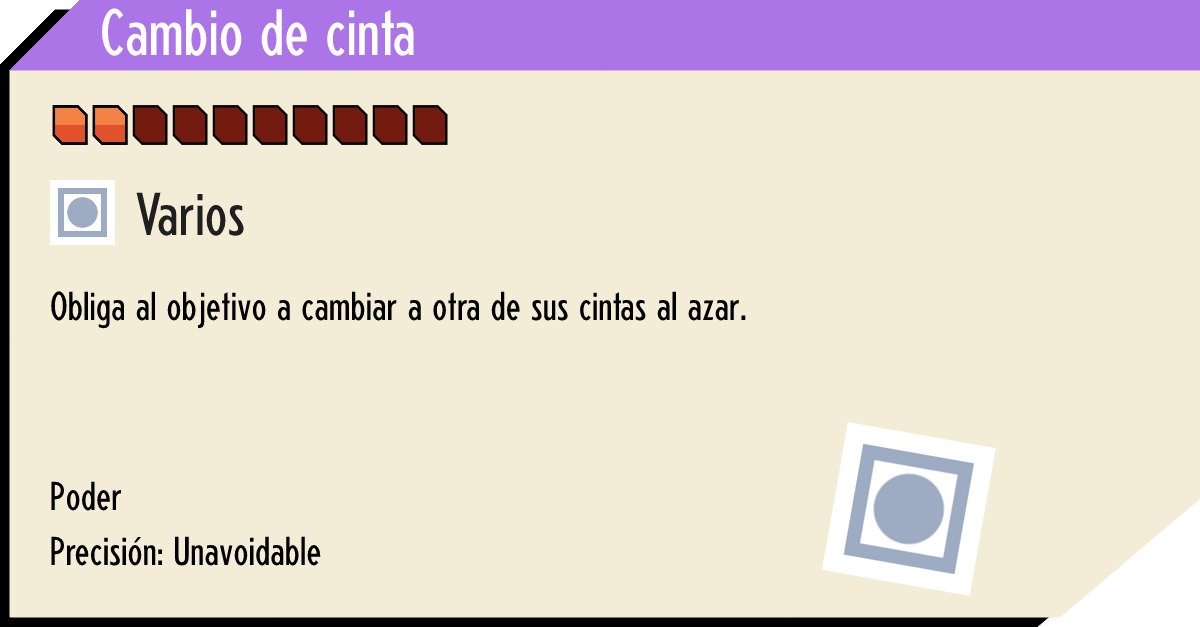 Cambio de cinta
Varios
Obliga al objetivo a cambiar a otra de sus cintas al azar.
Poder
Precisión: Unavoidable